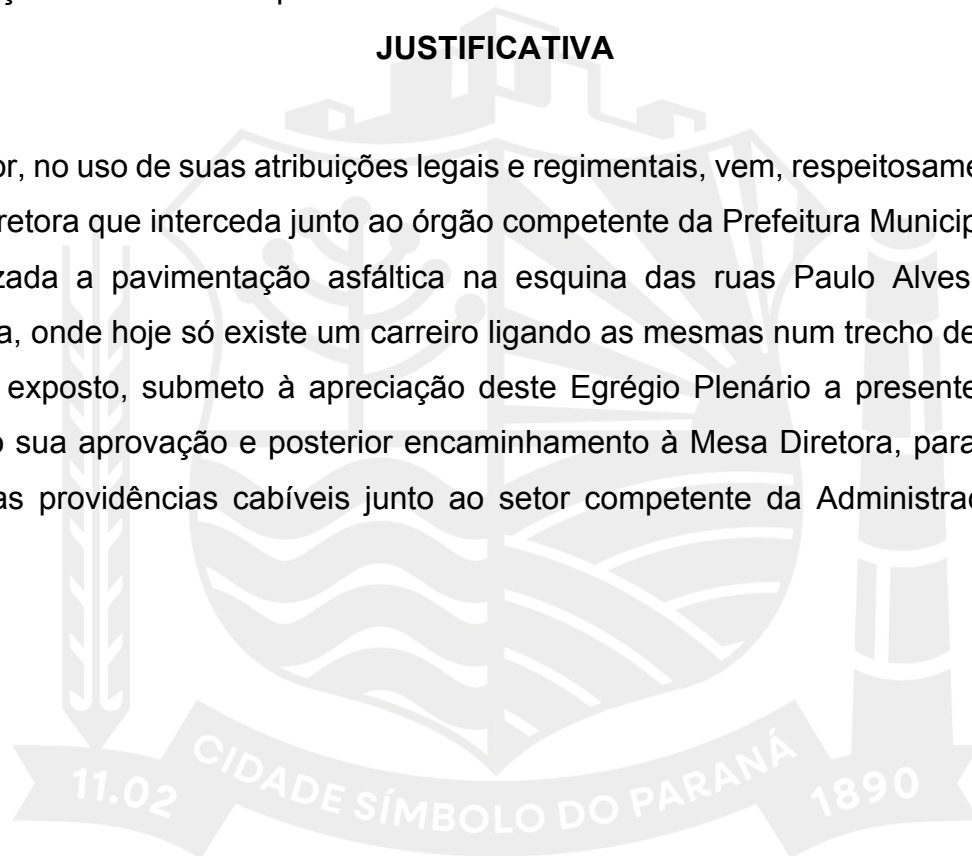 JUSTIFICATIVA
or, no uso de suas atribuições legais e regimentais, vem, respeitosame
retora que interceda junto ao órgão competente da Prefeitura Municip
zada a pavimentação asfáltica na esquina das ruas Paulo Alves
a, onde hoje só existe um carreiro ligando as mesmas num trecho de
exposto, submeto à apreciação deste Egrégio Plenário a presente
o sua aprovação e posterior encaminhamento à Mesa Diretora, para
as providências cabíveis junto ao setor competente da Administraç
11.02 CIDADE SÍMBOLO DO PARANÁ 1890